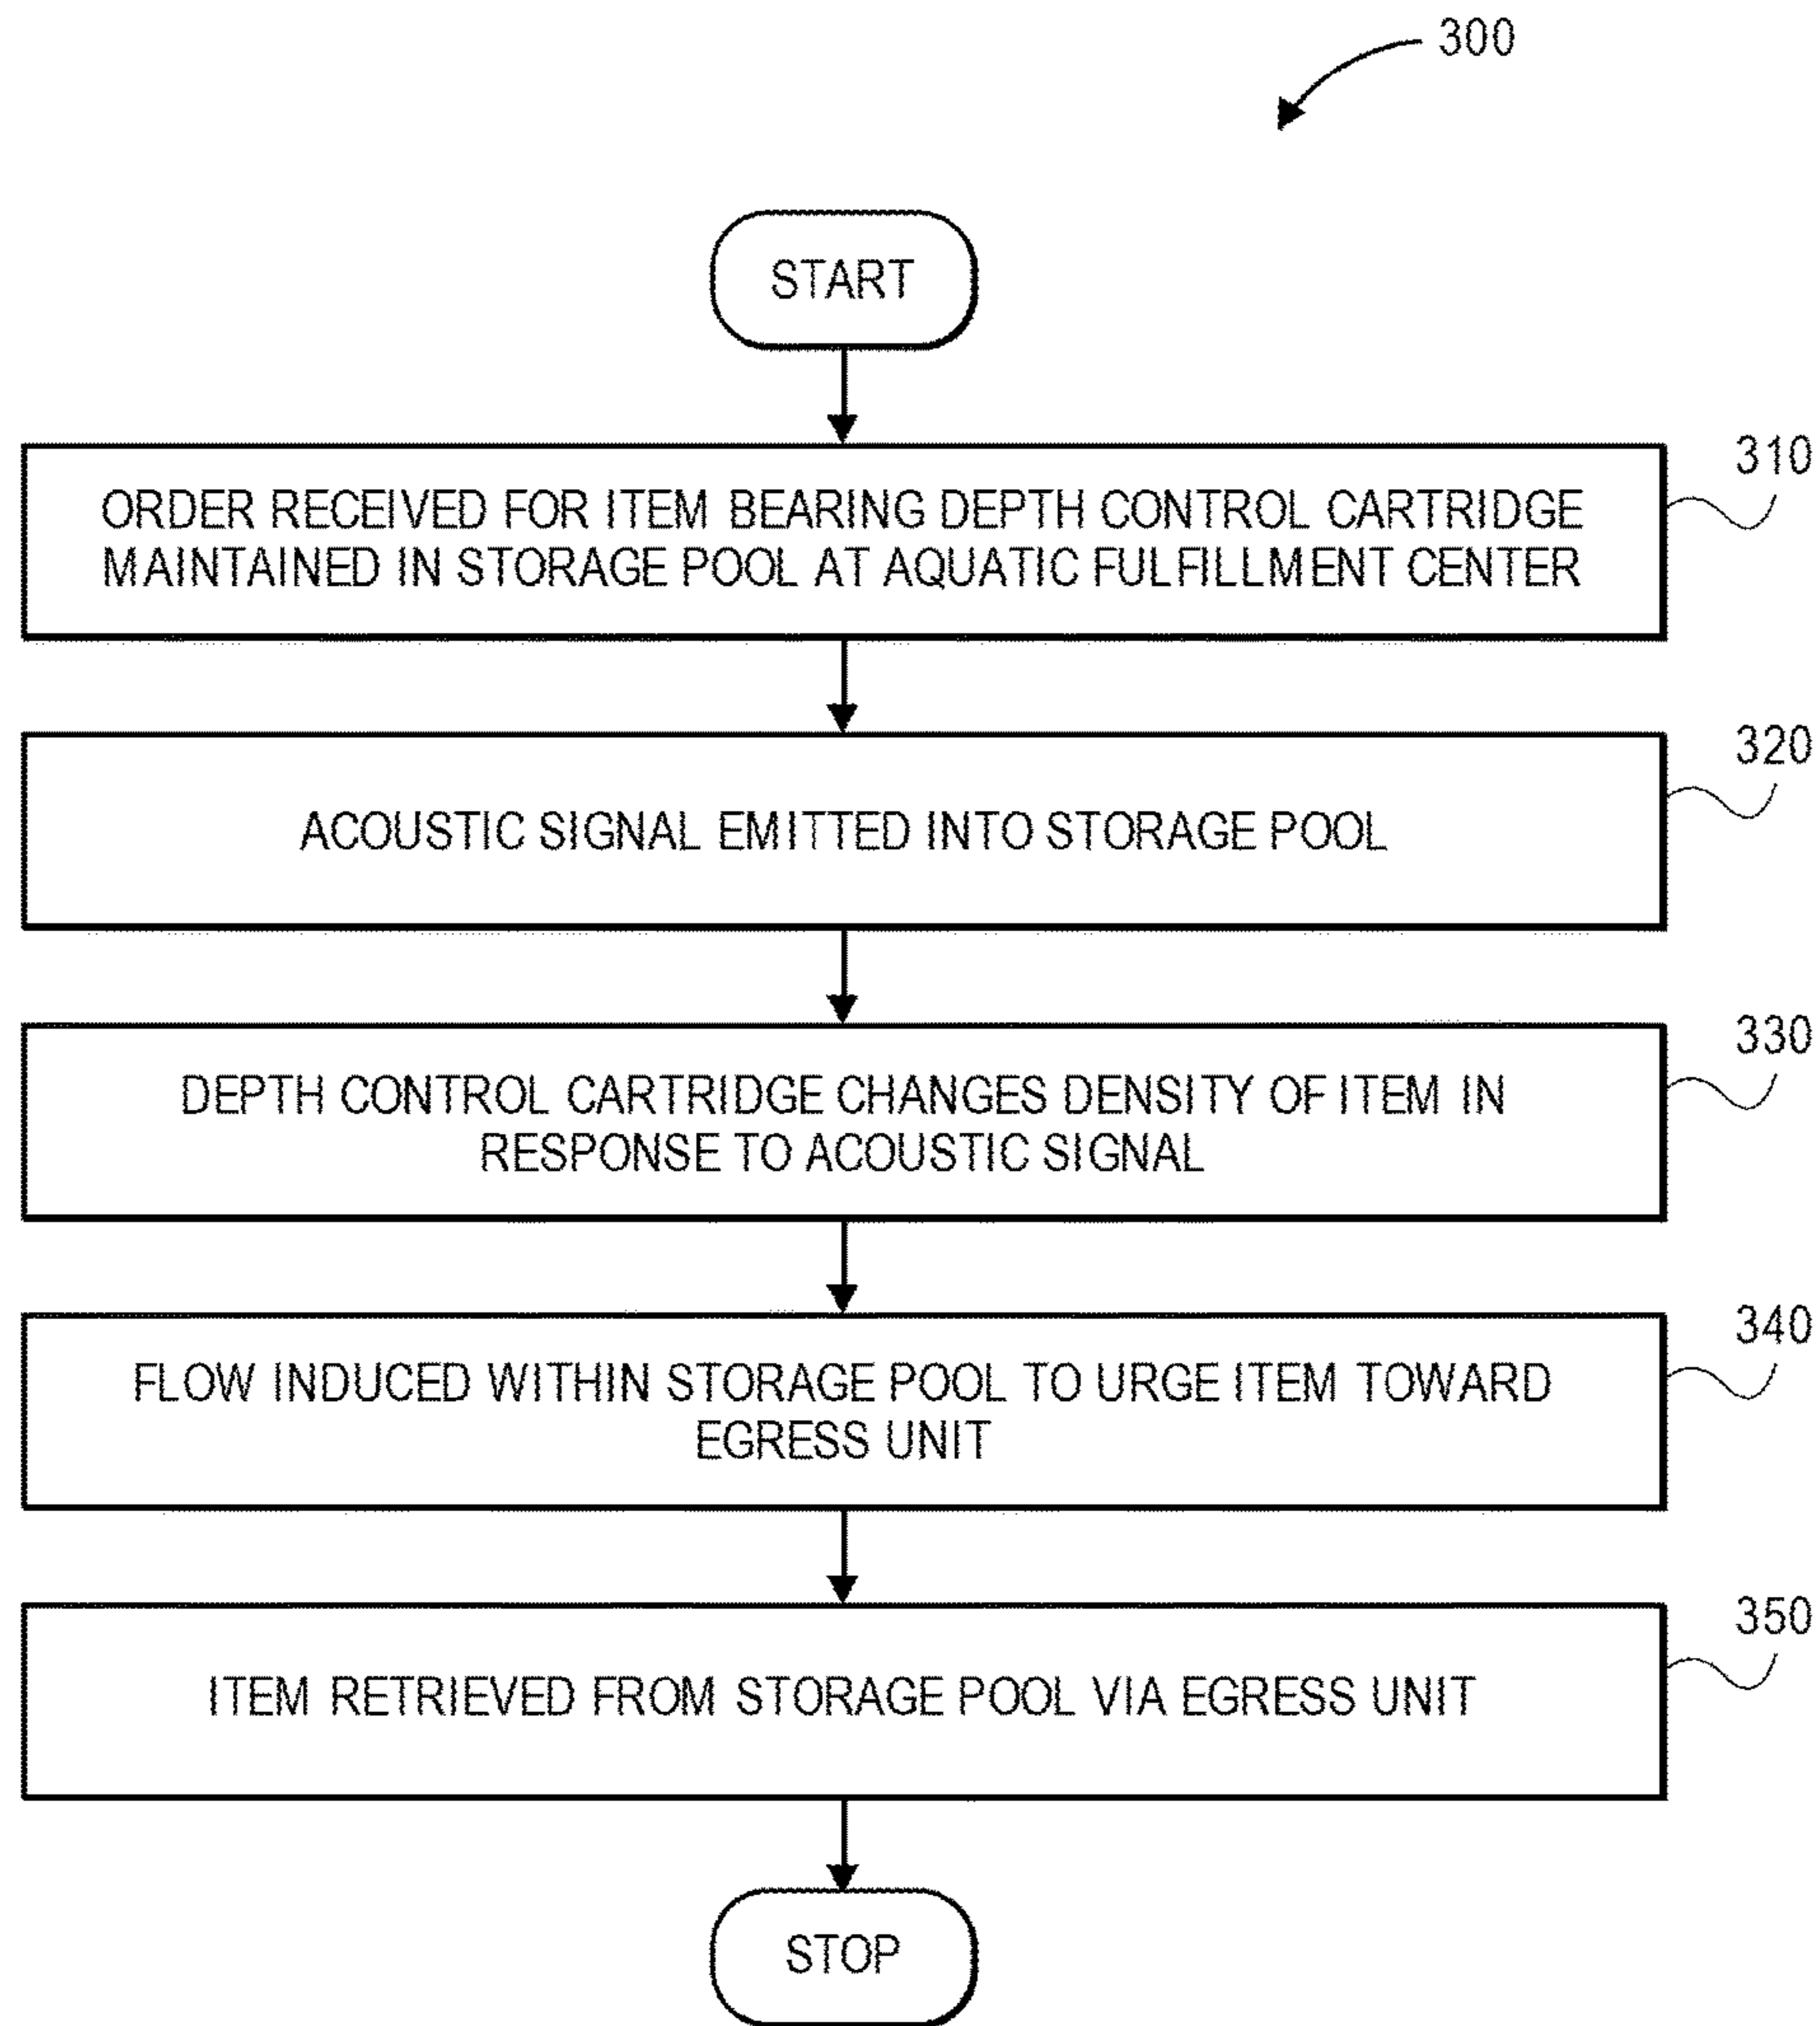 300
START
310
ORDER RECEIVED FOR ITEM BEARING DEPTH CONTROL CARTRIDGE
MAINTAINED IN STORAGE POOL AT AQUATIC FULFILLMENT CENTER
320
ACOUSTIC SIGNAL EMITTED INTO STORAGE POOL
330
DEPTH CONTROL CARTRIDGE CHANGES DENSITY OF ITEM IN
RESPONSE TO ACOUSTIC SIGNAL
340
FLOW INDUCED WITHIN STORAGE POOL TO URGE ITEM TOWARD
EGRESS UNIT
350
ITEM RETRIEVED FROM STORAGE POOL VIA EGRESS UNIT
STOP